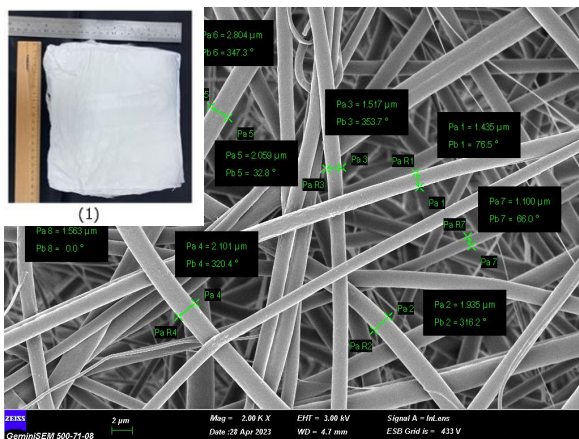 Pa 6 = 2.804 µm
Pb 6 = 347.3 °
Pa 3 = 1.517 µm
Pb 3 = 353.7 °
Pa 1 = 1.435 µm
Pb 1 = 76.5 °
Pa 5
Pa 5 = 2.059 µm
Pb 5 = 32.8 °
Pa 3
Pa R3
Pa R1
Pa 1
Pa 7 = 1.100 µm
Pb 7 = 66.0 °
(1)
Pa R7
Pa 7
Pa 8 = 1.563 µm
Pb 8 = 0.0 °
Pa 4 = 2.101 µm
Pb 4 = 320.4 °
Pa 4
Pa R4
Pa 2
Pa R2
Pa 2 = 1.935 µm
Pb 2 = 316.2 °
ZEISS
GeminiSEM 500-71-08
2 µm
Mag = 2.00 K X
EHT = 3.00 kV
Signal A = InLens
Date :28 Apr 2023
WD = 4.7 mm
ESB Grid is = 433 V